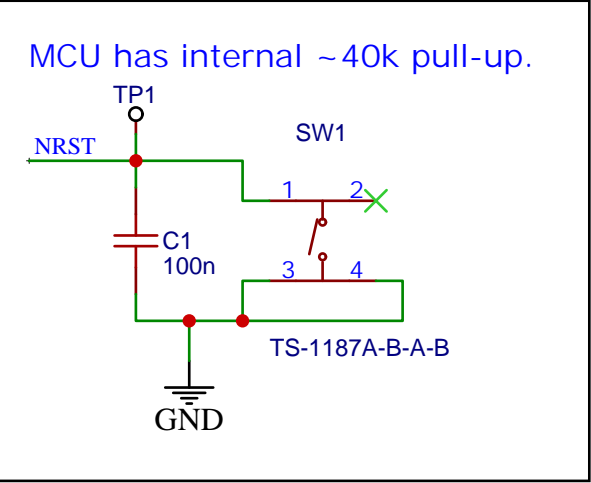 MCU has internal ~40k pull-up.
TP1
SW1
NRST
1 2
C1
100n
3 4
TS-1187A-B-A-B
GND